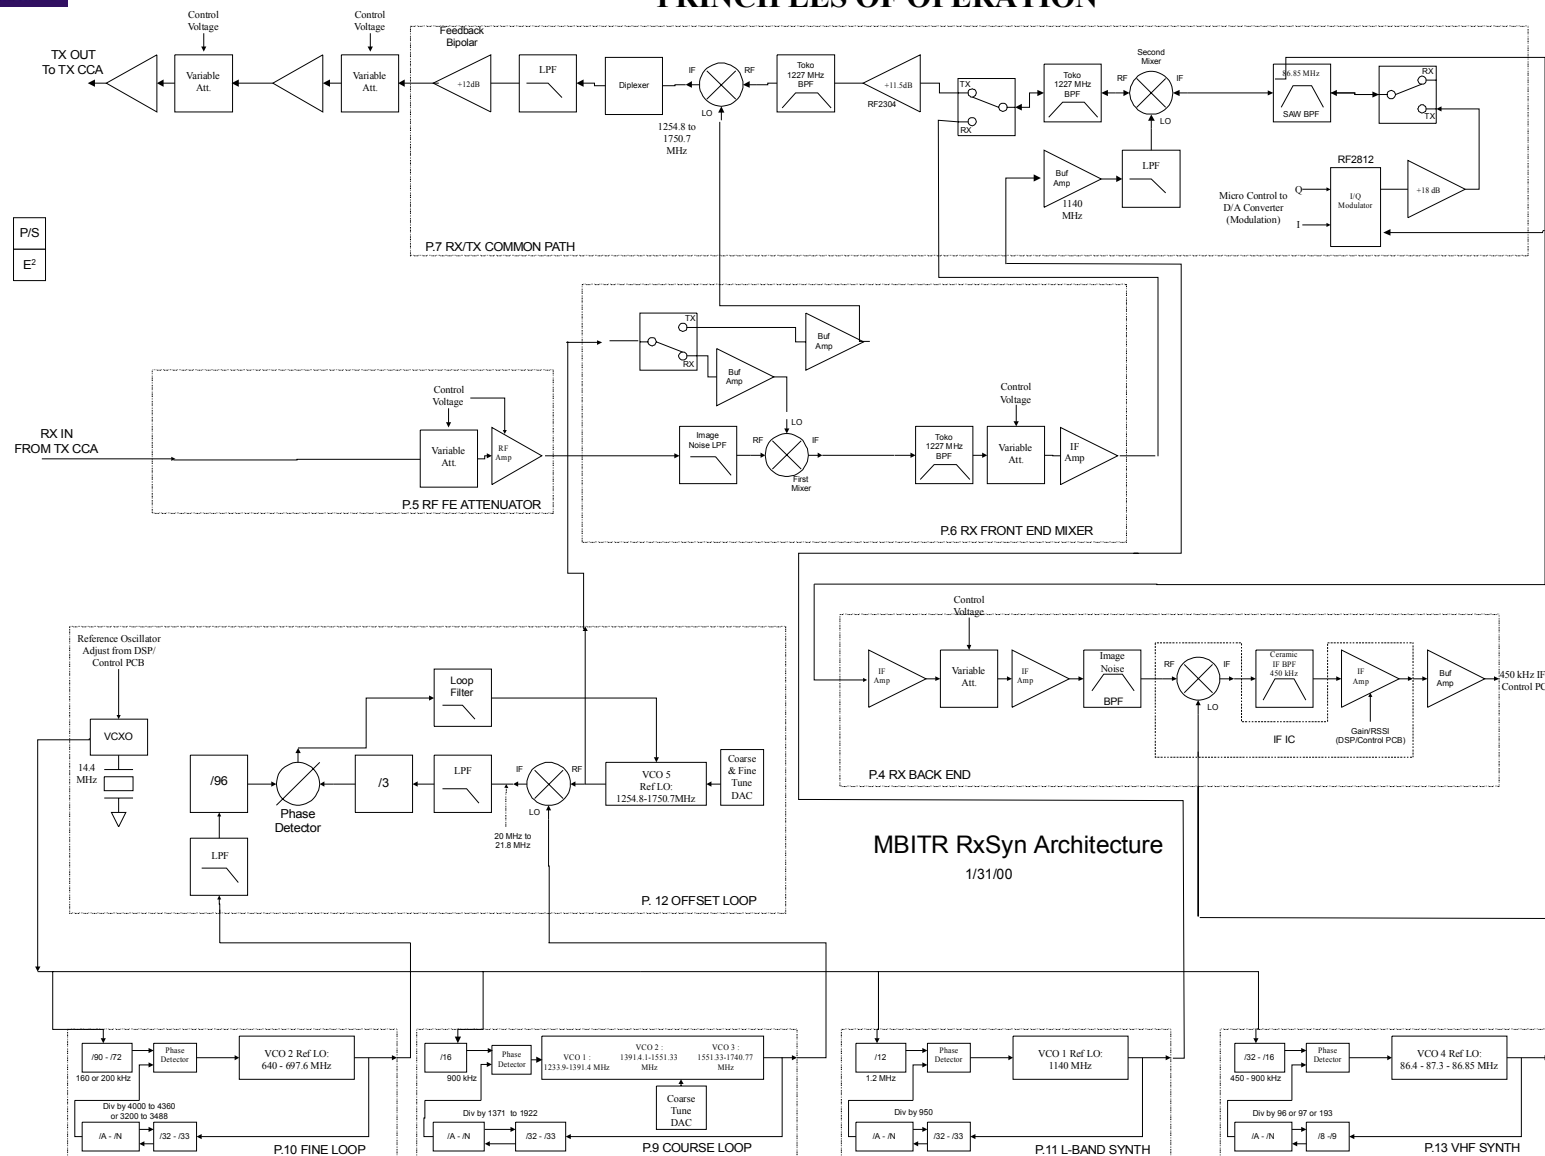 PRINCIPLES OF OPERATION
Control
Voltage
Control
Voltage
TX OUT
To TX CCA
Variable
Att.
Variable
Att.
Feedback
Bipolar
+12dB
LPF
Diplexer
IF
RF
LO
1254.8 to
1750.7
MHz
Toko
1227 MHz
BPF
+11.5dB
RF2304
TX
RX
Toko
1227 MHz
BPF
Second
Mixer
RF
IF
LO
86.85 MHz
SAW BPF
RX
TX
Buf
Amp
1140
MHz
LPF
RF2812
I/Q
Modulator
+18 dB
Micro Control to
D/A Converter
(Modulation)
Q
I
P.7 RX/TX COMMON PATH
P/S
E²
TX
RX
Buf
Amp
Buf
Amp
LO
Control
Voltage
RX IN
FROM TX CCA
Variable
Att.
RF
Amp
P.5 RF FE ATTENUATOR
Image
Noise LPF
RF
IF
First
Mixer
Toko
1227 MHz
BPF
Control
Voltage
Variable
Att.
IF
Amp
P.6 RX FRONT END MIXER
Control
Voltage
IF
Amp
Variable
Att.
IF
Amp
Image
Noise
BPF
RF
IF
LO
Ceramic
IF BPF
450 kHz
IF
Amp
Gain/RSSI
(DSP/Control PCB)
IF IC
Buf
Amp
450 kHz IF
Control PC
P.4 RX BACK END
Reference Oscillator
Adjust from DSP/
Control PCB
VCXO
14.4
MHz
/96
LPF
Phase
Detector
Loop
Filter
/3
LPF
IF
RF
LO
20 MHz to
21.8 MHz
VCO 5
Ref LO:
1254.8-1750.7MHz
Coarse
& Fine
Tune
DAC
P. 12 OFFSET LOOP
MBITR RxSyn Architecture
1/31/00
/90 - /72
160 or 200 kHz
Phase
Detector
VCO 2 Ref LO:
640 - 697.6 MHz
Div by 4000 to 4360
or 3200 to 3488
/A - /N
/32 - /33
P.10 FINE LOOP
/16
900 kHz
Phase
Detector
VCO 1 :
1233.9-1391.4 MHz
VCO 2 :
1391.4.1-1551.33
MHz
VCO 3 :
1551.33-1740.77
MHz
Coarse
Tune
DAC
Div by 1371 to 1922
/A - /N
/32 - /33
P.9 COURSE LOOP
/12
1.2 MHz
Phase
Detector
VCO 1 Ref LO:
1140 MHz
Div by 950
/A - /N
/32 - /33
P.11 L-BAND SYNTH
/32 - /16
450 - 900 kHz
Phase
Detector
VCO 4 Ref LO:
86.4 - 87.3 - 86.85 MHz
Div by 96 or 97 or 193
/A - /N
/8 -/9
P.13 VHF SYNTH